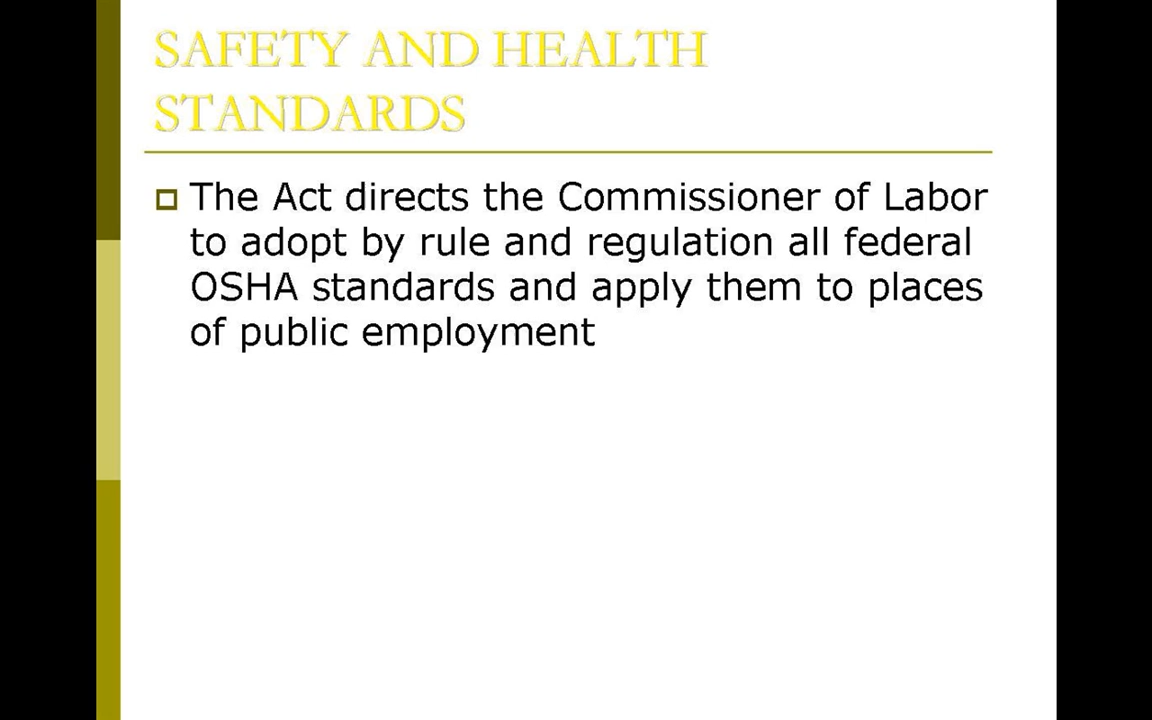 SAFETY AND HEALTH
STANDARDS
The Act directs the Commissioner of Labor
to adopt by rule and regulation all federal
OSHA standards and apply them to places
of public employment